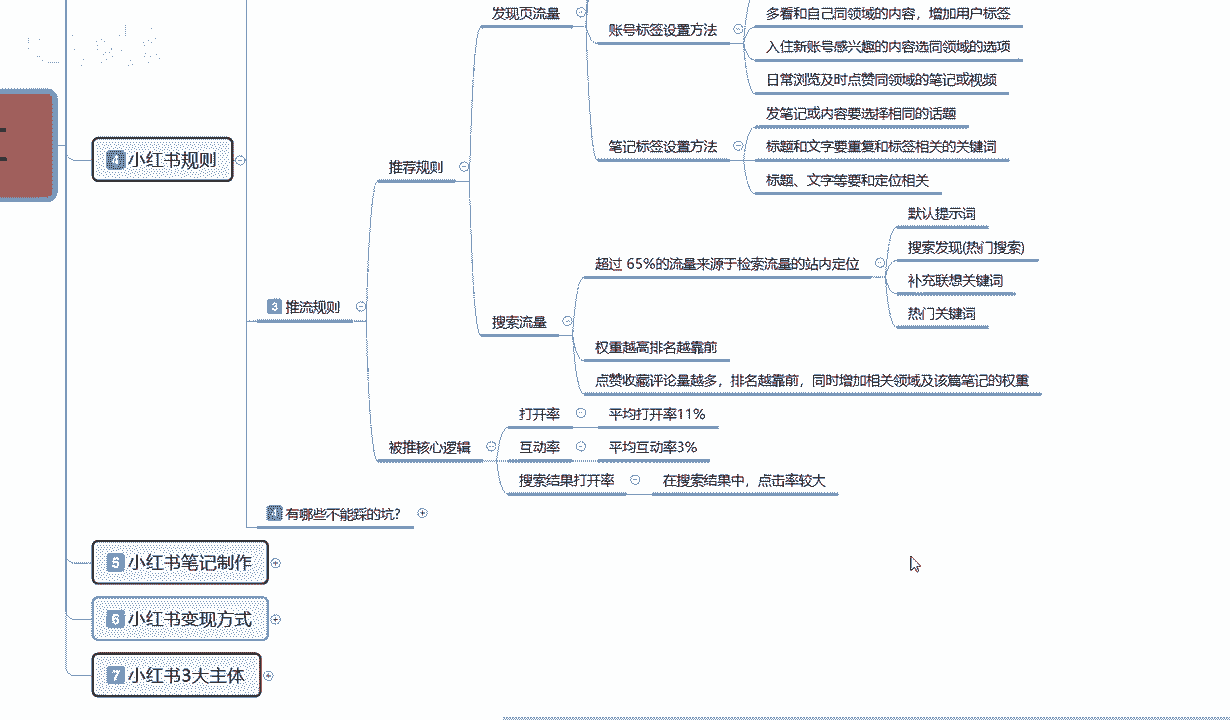 发现页流量
账号标签设置方法
多看和自己同领域的内容，增加用户标签
入住新账号感兴趣的内容选同领域的选项
日常浏览及时点赞同领域的笔记或视频
4 小红书规则
推荐规则
笔记标签设置方法
发笔记或内容要选择相同的话题
标题和文字要重复和标签相关的关键词
标题、文字等要和定位相关
3 推流规则
搜索流量
超过 65%的流量来源于检索流量的站内定位
默认提示词
搜索发现(热门搜索)
补充联想关键词
热门关键词
权重越高排名越靠前
点赞收藏评论量越多，排名越靠前，同时增加相关领域及该篇笔记的权重
被推核心逻辑
打开率
平均打开率11%
互动率
平均互动率3%
搜索结果打开率
在搜索结果中，点击率较大
4 有哪些不能踩的坑?
5 小红书笔记制作
6 小红书变现方式
7 小红书3大主体